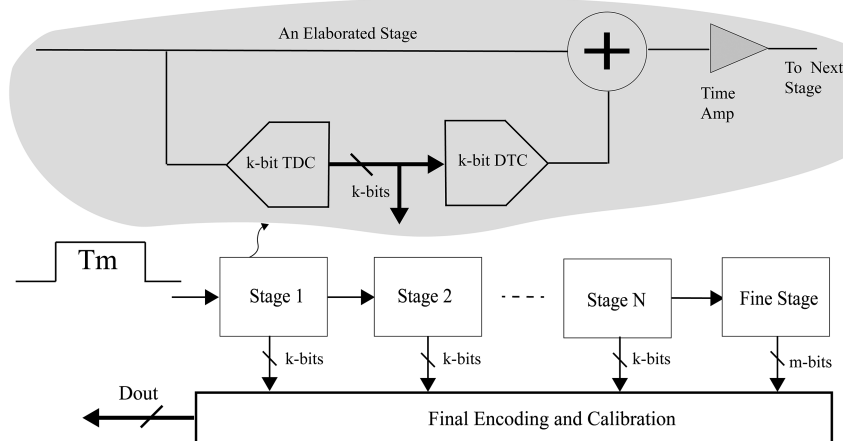 An Elaborated Stage
+
To Next
Stage
Time
Amp
k-bit TDC
k-bits
k-bit DTC
Tm
Stage 1
Stage 2
Stage N
Fine Stage
k-bits
k-bits
k-bits
m-bits
Dout
Final Encoding and Calibration